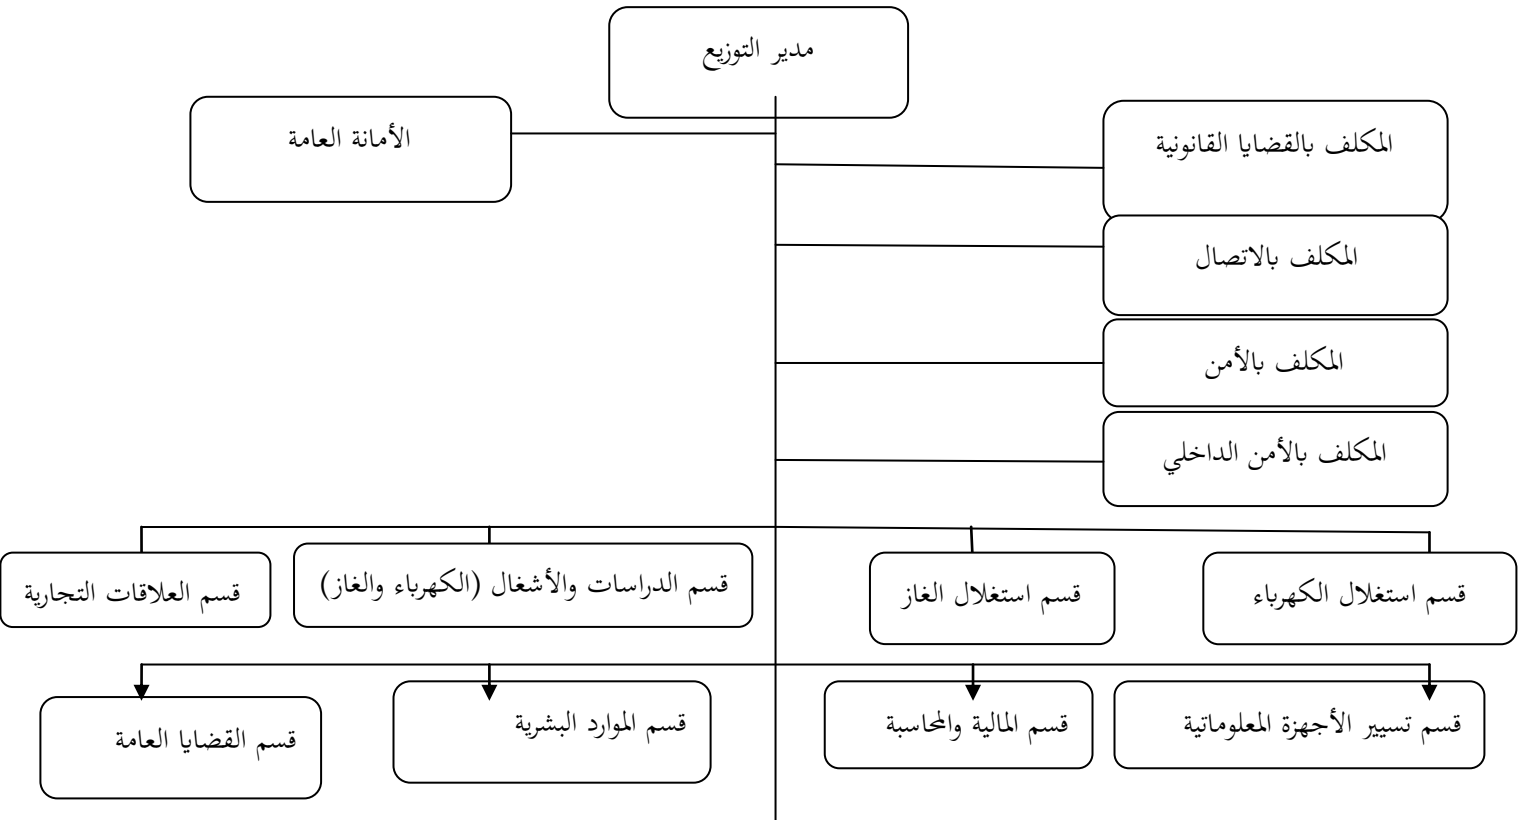 مدير التوزيع
المكلف بالقضايا القانونية
الأمانة العامة
المكلف بالاتصال
المكلف بالأمن
المكلف بالأمن الداخلي
قسم استغلال الكهرباء
قسم استغلال الغاز
قسم الدراسات والأشغال (الكهرباء والغاز)
قسم العلاقات التجارية
قسم تسيير الأجهزة المعلوماتية
قسم المالية والمحاسبة
قسم الموارد البشرية
قسم القضايا العامة